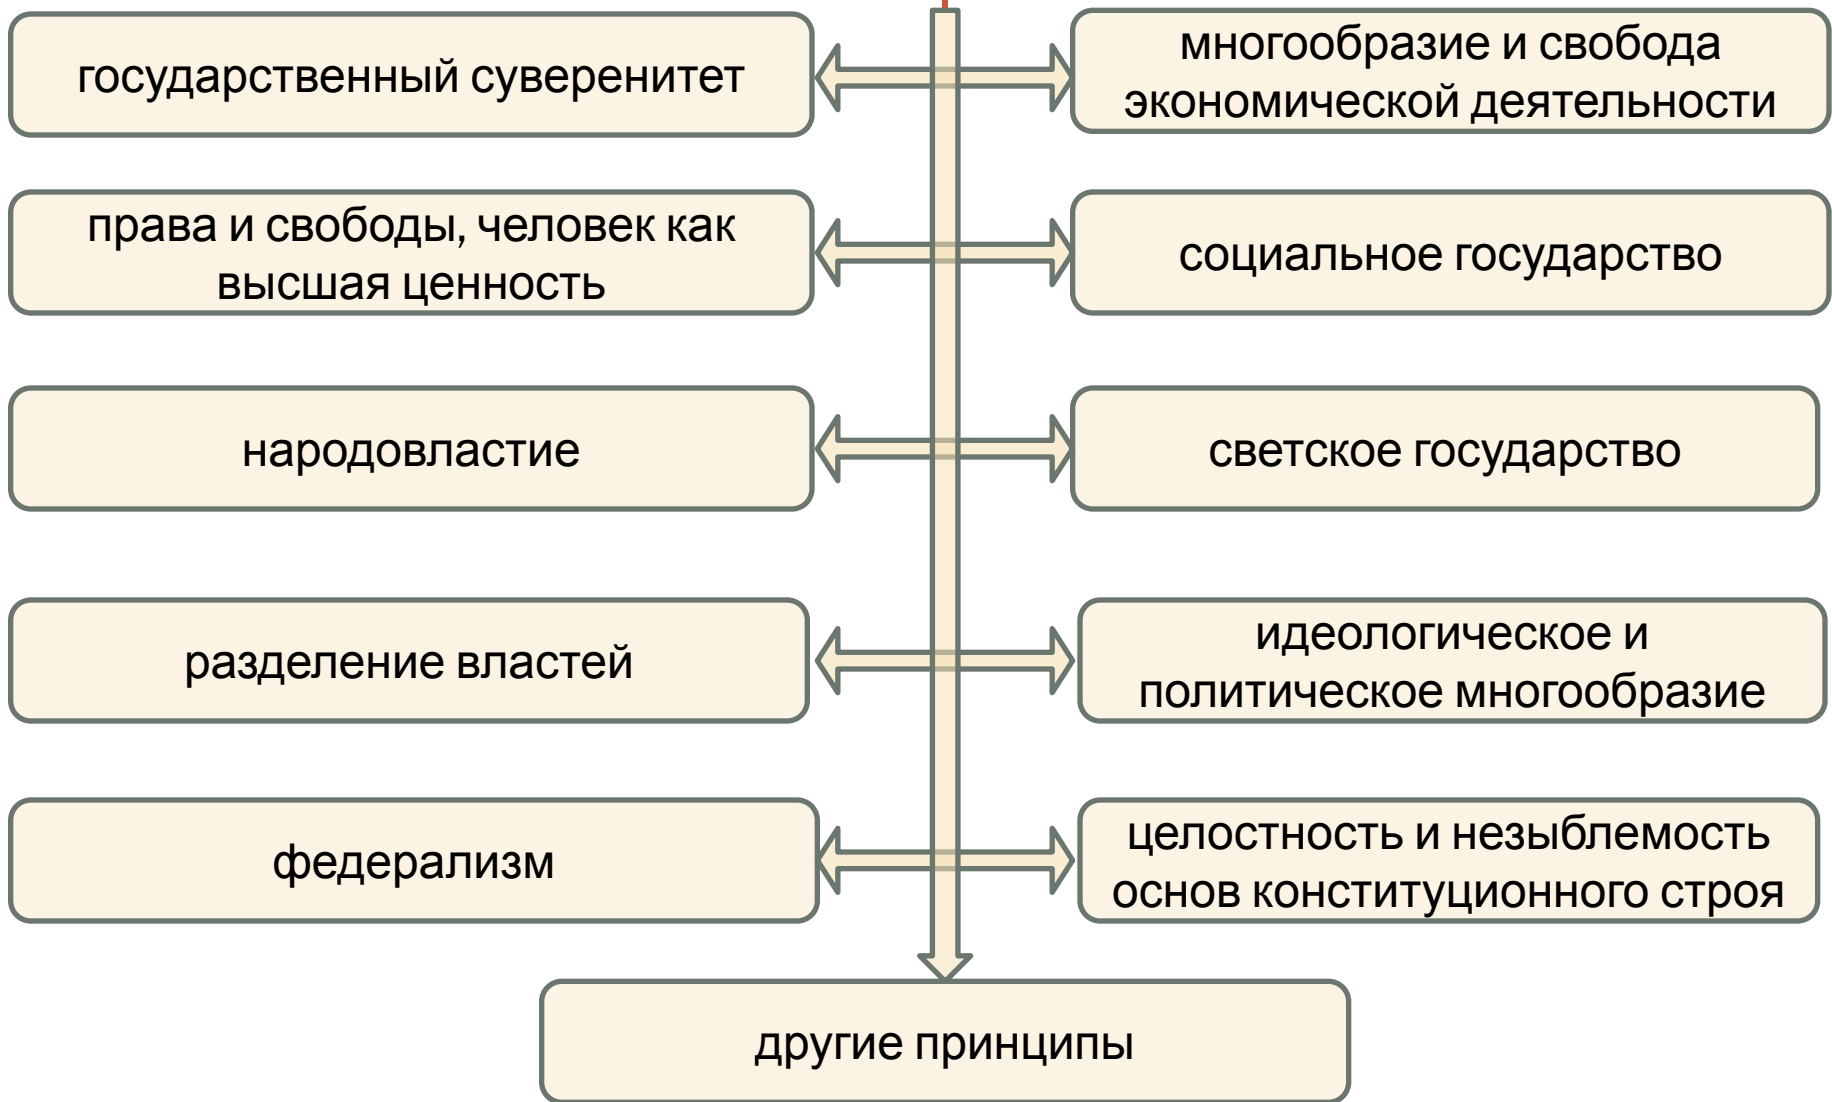 государственный суверенитет
многообразие и свобода
экономической деятельности
права и свободы, человек как
высшая ценность
социальное государство
народовластие
светское государство
разделение властей
идеологическое и
политическое многообразие
федерализм
целостность и незыблемость
основ конституционного строя
другие принципы